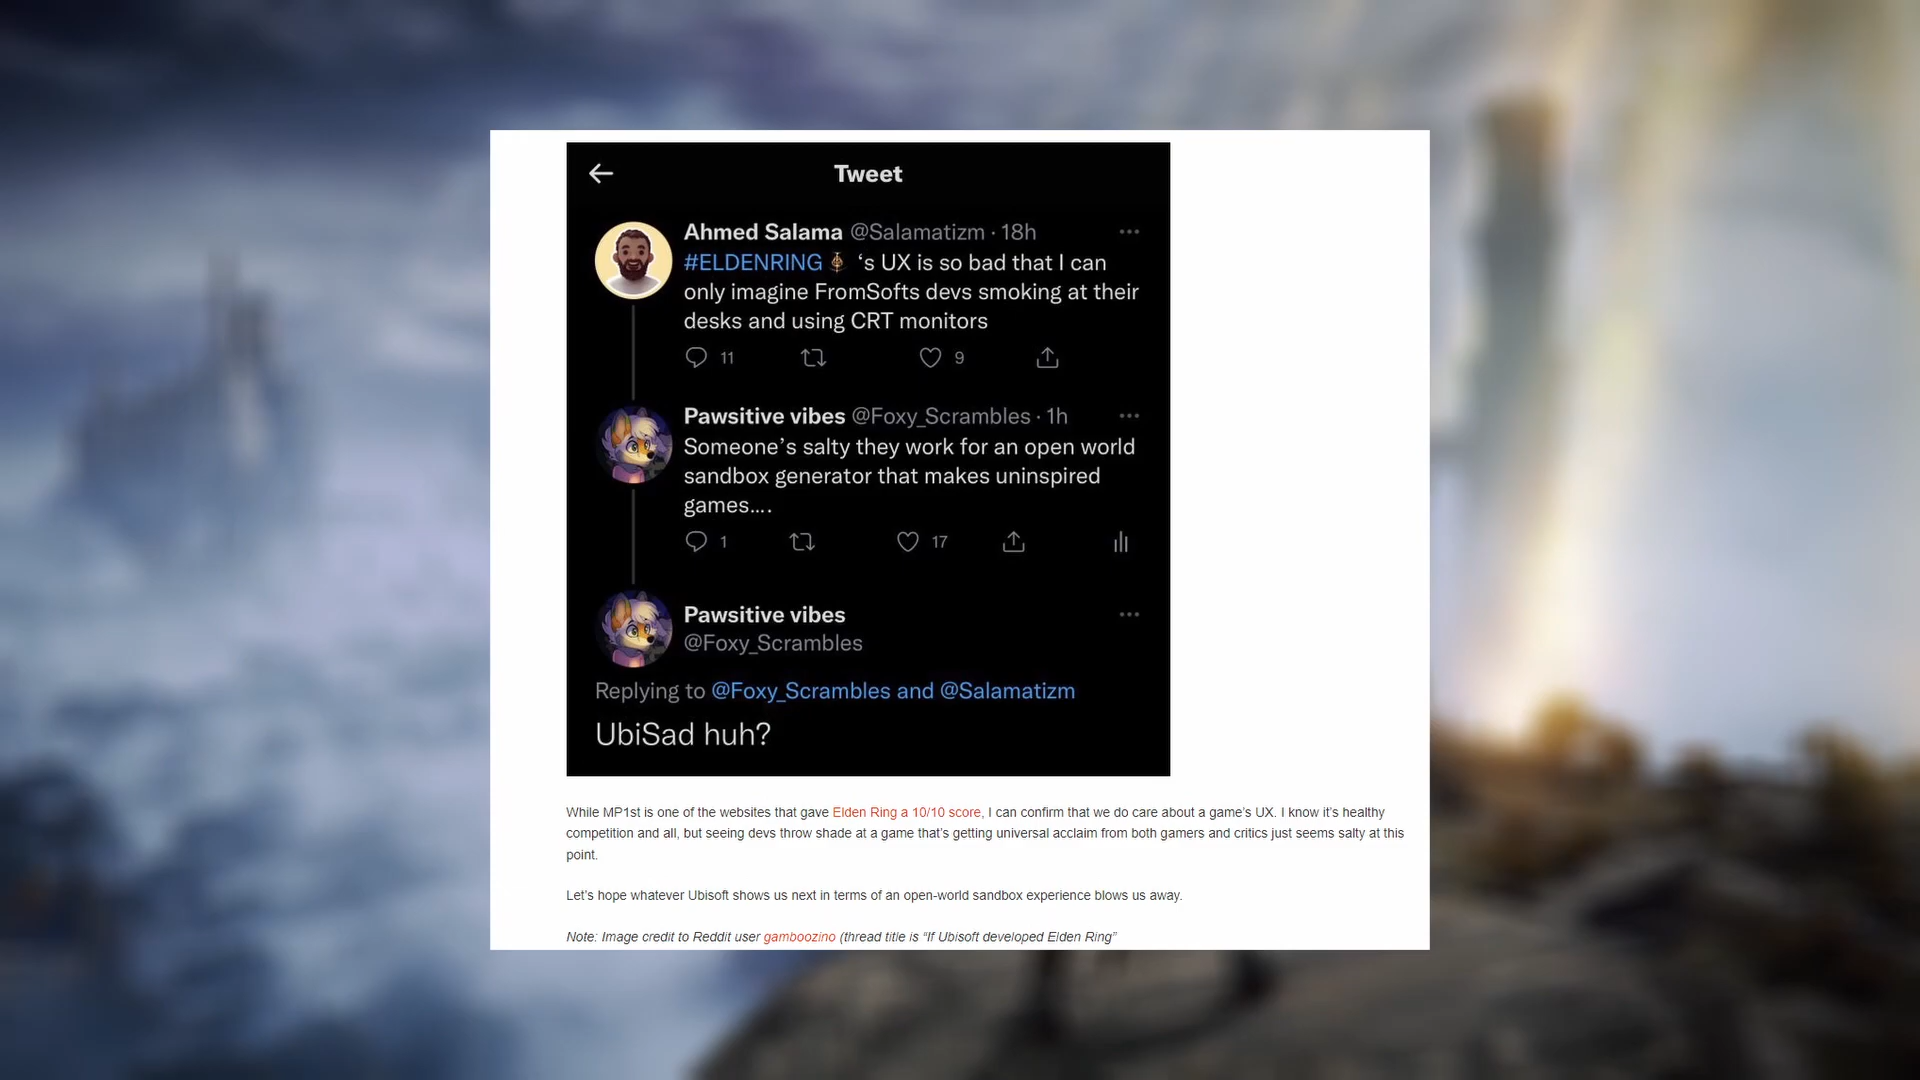 Tweet
Ahmed Salama @Salamatizm · 18h
#ELDENRING ‘s UX is so bad that I can
only imagine FromSofts devs smoking at their
desks and using CRT monitors
11 9
Pawsitive vibes @Foxy_Scrambles · 1h
Someone’s salty they work for an open world
sandbox generator that makes uninspired
games....
1 17
Pawsitive vibes
@Foxy_Scrambles
Replying to @Foxy_Scrambles and @Salamatizm
UbiSad huh?
While MP1st is one of the websites that gave Elden Ring a 10/10 score, I can confirm that we do care about a game’s UX. I know it’s healthy
competition and all, but seeing devs throw shade at a game that’s getting universal acclaim from both gamers and critics just seems salty at this
point.
Let’s hope whatever Ubisoft shows us next in terms of an open-world sandbox experience blows us away.
Note: Image credit to Reddit user gamboozino (thread title is “If Ubisoft developed Elden Ring”